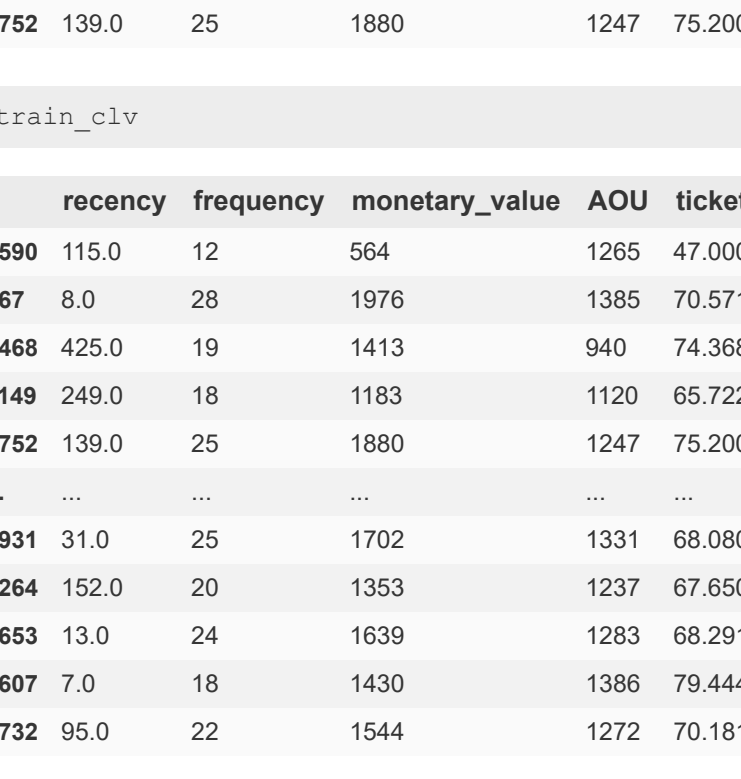 752 139.0 25 1880 1247 75.200
train_clv
recency frequency monetary_value AOU ticket
590 115.0 12 564 1265 47.000
67 8.0 28 1976 1385 70.571
468 425.0 19 1413 940 74.368
149 249.0 18 1183 1120 65.722
752 139.0 25 1880 1247 75.200
. ... ... ... ... ...
931 31.0 25 1702 1331 68.080
264 152.0 20 1353 1237 67.650
653 13.0 24 1639 1283 68.291
607 7.0 18 1430 1386 79.444
732 95.0 22 1544 1272 70.181